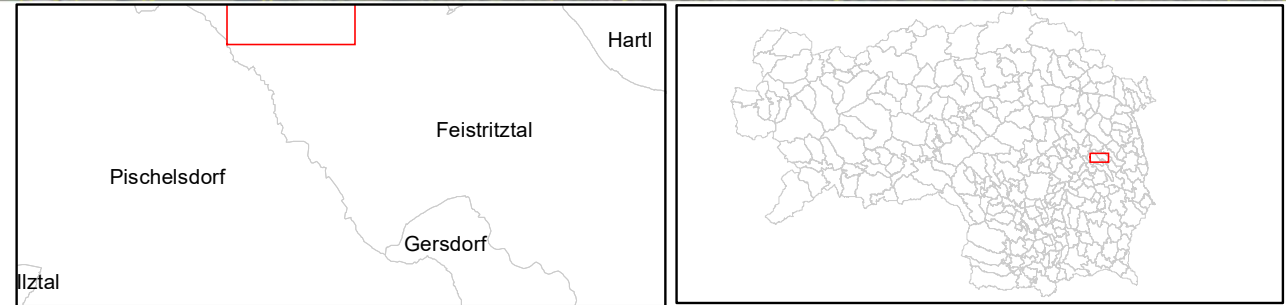 Hartl
Feistritztal
Pischelsdorf
Gersdorf
Ilztal